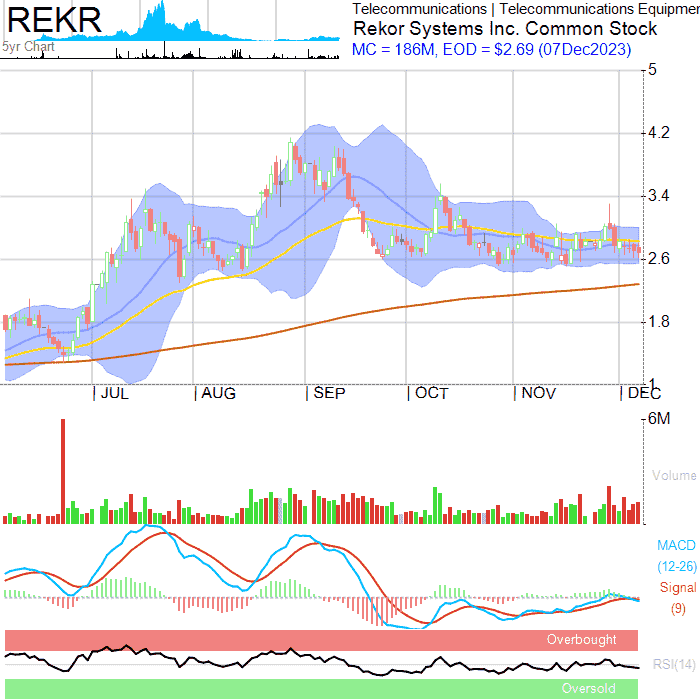 REKR
5yr Chart
Telecommunications | Telecommunications Equipmen
Rekor Systems Inc. Common Stock
MC = 186M, EOD = $2.69 (07Dec2023)
5
4.2
3.4
2.6
1.8
1
JUL AUG SEP OCT NOV DEC
6M
Volume
MACD
(12-26)
Signal
(9)
Overbought
RSI(14)
Oversold